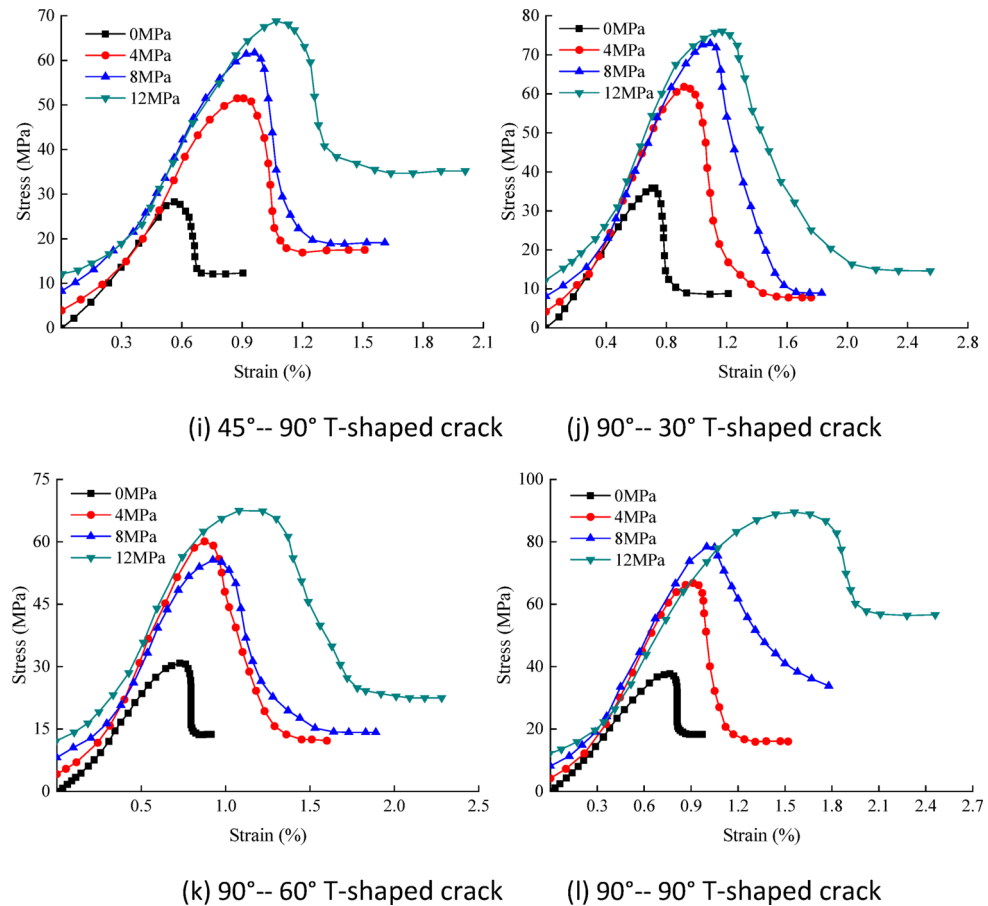 70
60
50
40
30
20
10
0
Stress (MPa)
0MPa
4MPa
8MPa
12MPa
0.3 0.6 0.9 1.2 1.5 1.8 2.1
Strain (%)
(i) 45°-- 90° T-shaped crack
80
70
60
50
40
30
20
10
0
Stress (MPa)
0MPa
4MPa
8MPa
12MPa
0.4 0.8 1.2 1.6 2.0 2.4 2.8
Strain (%)
(j) 90°-- 30° T-shaped crack
75
60
45
30
15
0
Stress (MPa)
0MPa
4MPa
8MPa
12MPa
0.5 1.0 1.5 2.0 2.5
Strain (%)
(k) 90°-- 60° T-shaped crack
100
80
60
40
20
0
Stress (MPa)
0MPa
4MPa
8MPa
12MPa
0.3 0.6 0.9 1.2 1.5 1.8 2.1 2.4 2.7
Strain (%)
(l) 90°-- 90° T-shaped crack